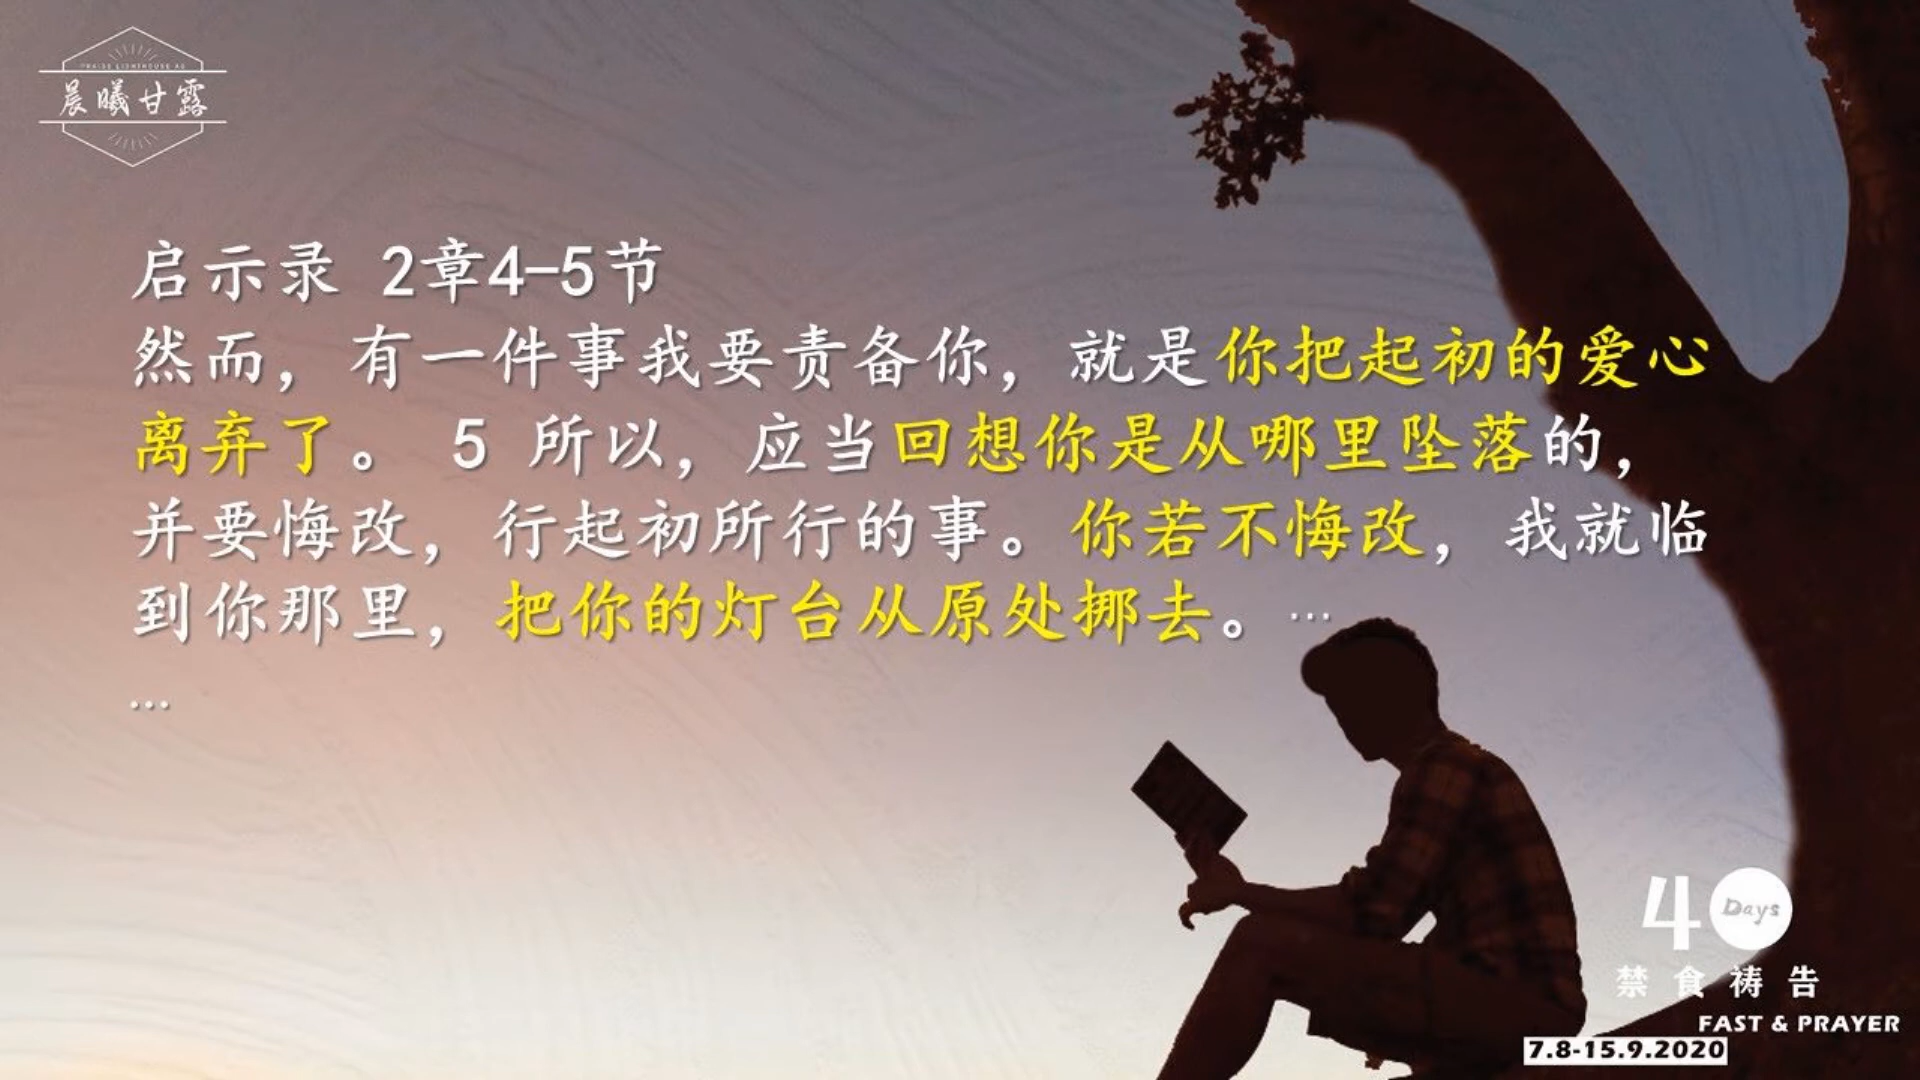 PRAISE LIGHTHOUSE AG
晨曦甘露
启示录 2章4-5节
然而，有一件事我要责备你，就是你把起初的爱心
离弃了。 5 所以，应当回想你是从哪里坠落的，
并要悔改，行起初所行的事。你若不悔改，我就临
到你那里，把你的灯台从原处挪去。…
…
40 Days
禁食祷告
FAST & PRAYER
7.8-15.9.2020